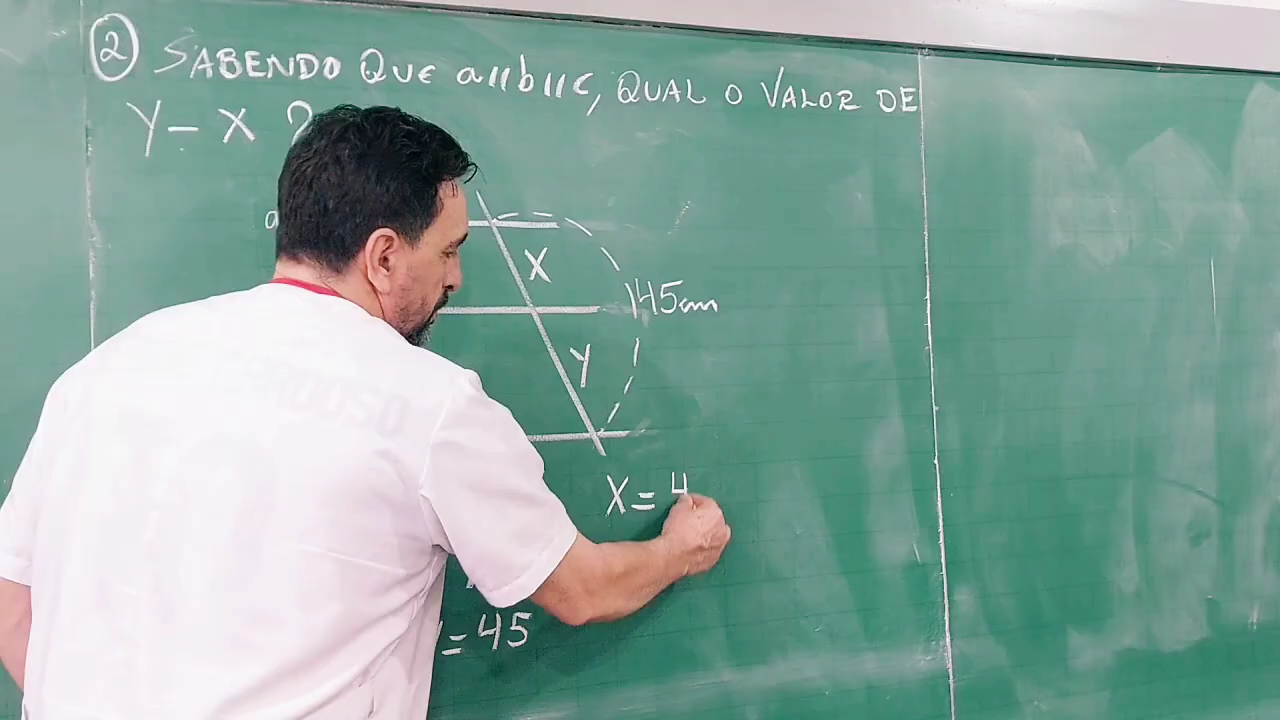 ② SABENDO QUE a//b//c, QUAL O VALOR DE
Y - X ?
a
X
145cm
Y
X = 4
= 45